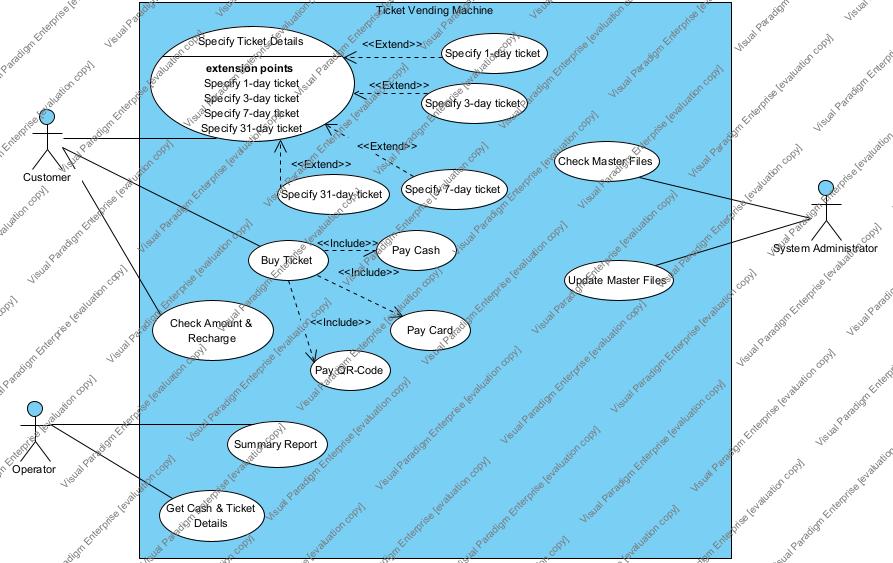 Ticket Vending Machine
Specify Ticket Details
extension points
Specify 1-day ticket
Specify 3-day ticket
Specify 7-day ticket
Specify 31-day ticket
<<Extend>>
Specify 1-day ticket
<<Extend>>
Specify 3-day ticket
<<Extend>>
Specify 7-day ticket
<<Extend>>
Specify 31-day ticket
Customer
Check Master Files
System Administrator
Update Master Files
Buy Ticket
<<Include>>
Pay Cash
<<Include>>
Pay Card
<<Include>>
Pay QR-Code
Check Amount &
Recharge
Operator
Summary Report
Get Cash & Ticket
Details
Visual Paradigm Enterprise [evaluation copy]